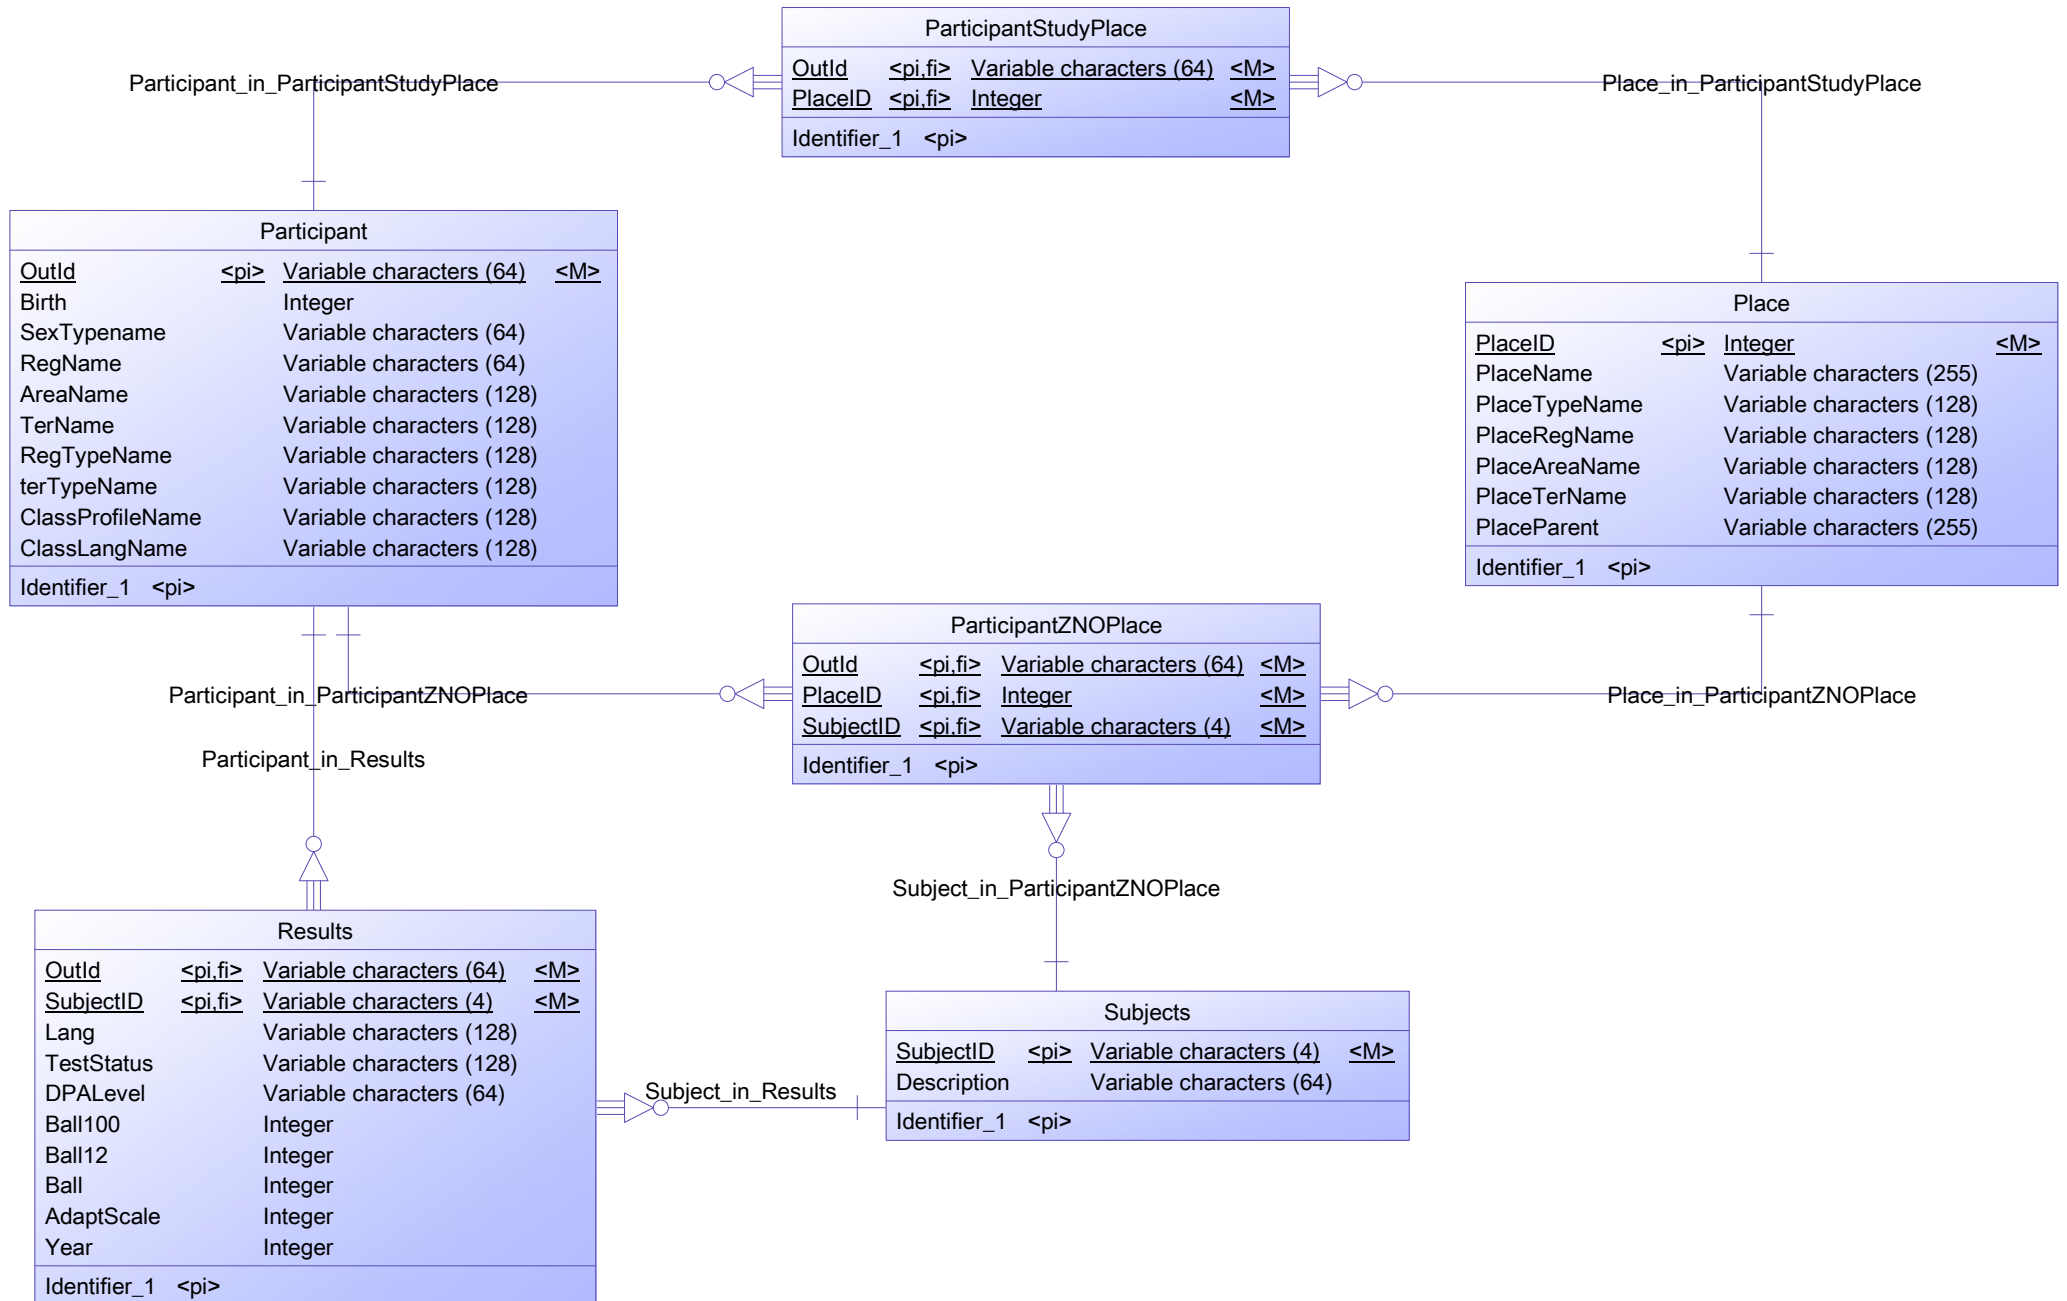 ParticipantStudyPlace
OutId <pi,fi> Variable characters (64) <M>
PlaceID <pi,fi> Integer <M>
Identifier_1 <pi>
Participant_in_ParticipantStudyPlace
Place_in_ParticipantStudyPlace
Participant
OutId <pi> Variable characters (64) <M>
Birth Integer
SexTypename Variable characters (64)
RegName Variable characters (64)
AreaName Variable characters (128)
TerName Variable characters (128)
RegTypeName Variable characters (128)
terTypeName Variable characters (128)
ClassProfileName Variable characters (128)
ClassLangName Variable characters (128)
Identifier_1 <pi>
Place
PlaceID <pi> Integer <M>
PlaceName Variable characters (255)
PlaceTypeName Variable characters (128)
PlaceRegName Variable characters (128)
PlaceAreaName Variable characters (128)
PlaceTerName Variable characters (128)
PlaceParent Variable characters (255)
Identifier_1 <pi>
ParticipantZNOPlace
OutId <pi,fi> Variable characters (64) <M>
PlaceID <pi,fi> Integer <M>
SubjectID <pi,fi> Variable characters (4) <M>
Identifier_1 <pi>
Participant_in_ParticipantZNOPlace
Place_in_ParticipantZNOPlace
Participant_in_Results
Subject_in_ParticipantZNOPlace
Results
OutId <pi,fi> Variable characters (64) <M>
SubjectID <pi,fi> Variable characters (4) <M>
Lang Variable characters (128)
TestStatus Variable characters (128)
DPALevel Variable characters (64)
Ball100 Integer
Ball12 Integer
Ball Integer
AdaptScale Integer
Year Integer
Identifier_1 <pi>
Subject_in_Results
Subjects
SubjectID <pi> Variable characters (4) <M>
Description Variable characters (64)
Identifier_1 <pi>